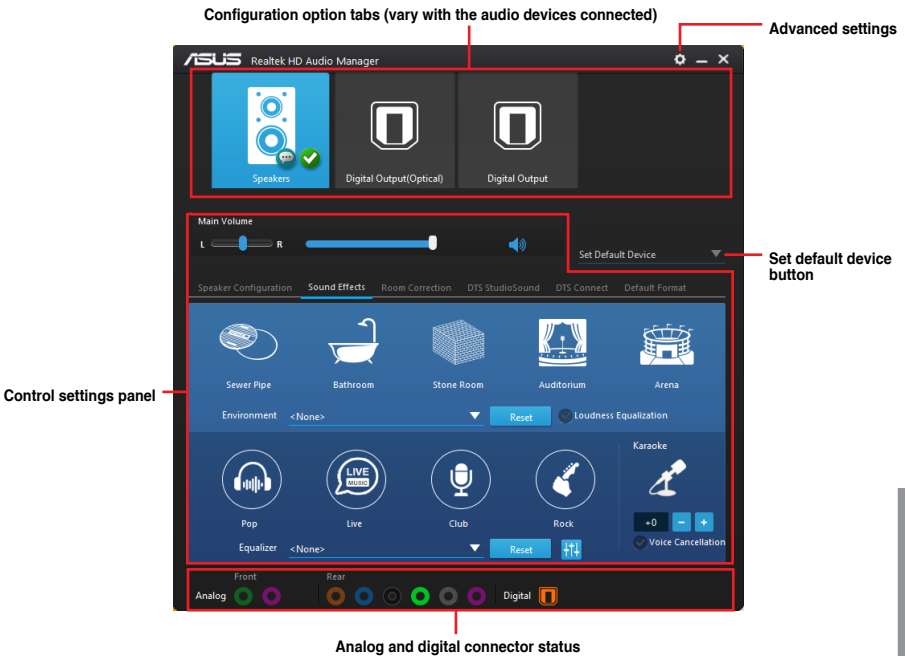 Configuration option tabs (vary with the audio devices connected)
Advanced settings
ASUS Realtek HD Audio Manager
Speakers
Digital Output(Optical)
Digital Output
Main Volume
L R
Set Default Device
Set default device
button
Speaker Configuration Sound Effects Room Correction DTS StudioSound DTS Connect Default Format
Sewer Pipe Bathroom Stone Room Auditorium Arena
Control settings panel
Environment <None> Reset Loudness Equalization
Karaoke
LIVE
MUSIC
Pop Live Club Rock
+0 - +
Voice Cancellation
Equalizer <None> Reset
Front Rear
Analog Digital
Analog and digital connector status